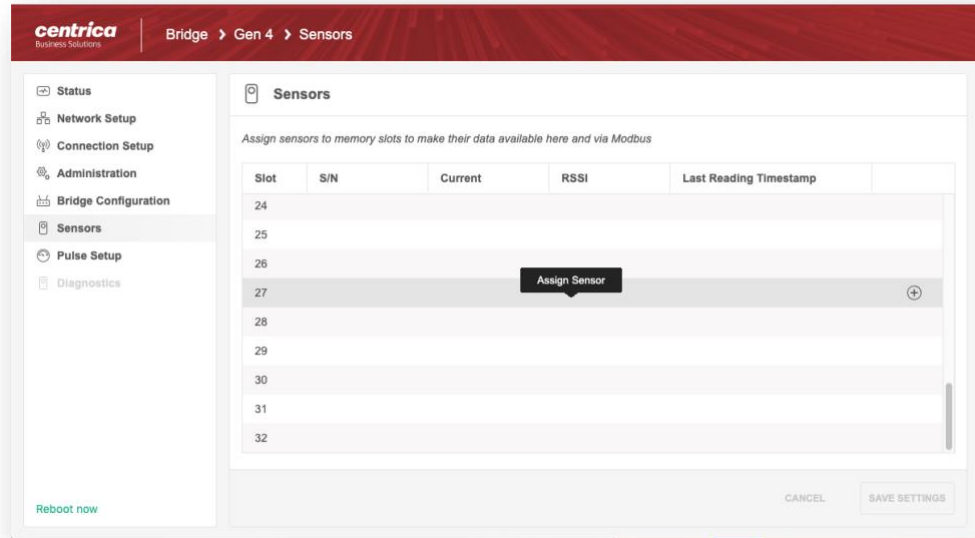 centrica
Business Solutions
Bridge > Gen 4 > Sensors
Status
Network Setup
Connection Setup
Administration
Bridge Configuration
Sensors
Pulse Setup
Diagnostics
Reboot now
Sensors
Assign sensors to memory slots to make their data available here and via Modbus
Slot S/N Current RSSI Last Reading Timestamp
24
25
26
Assign Sensor
27
28
29
30
31
32
CANCEL SAVE SETTINGS